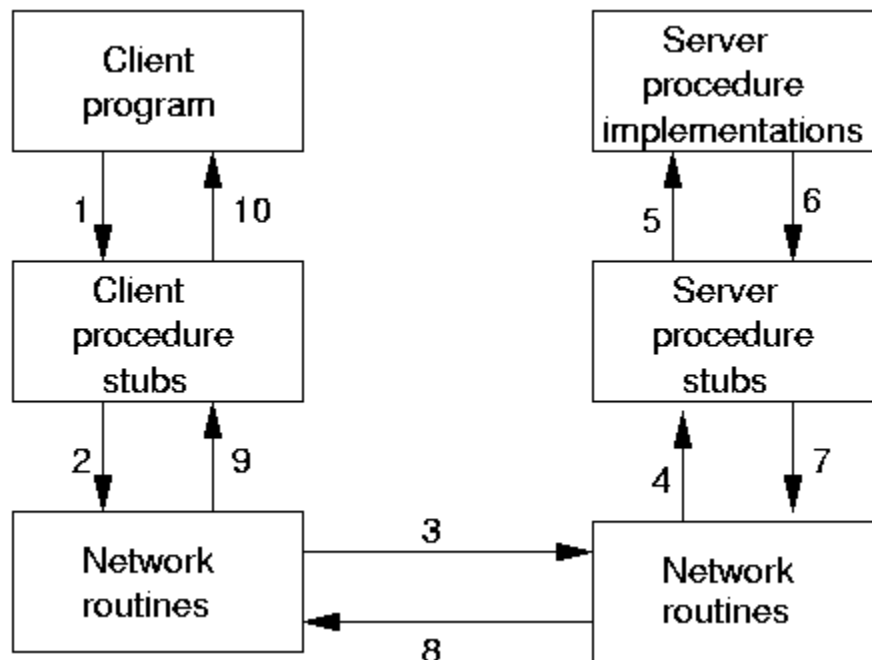 Client
program
Server
procedure
implementations
1
10
5
6
Client
procedure
stubs
Server
procedure
stubs
2
9
4
7
3
Network
routines
Network
routines
8